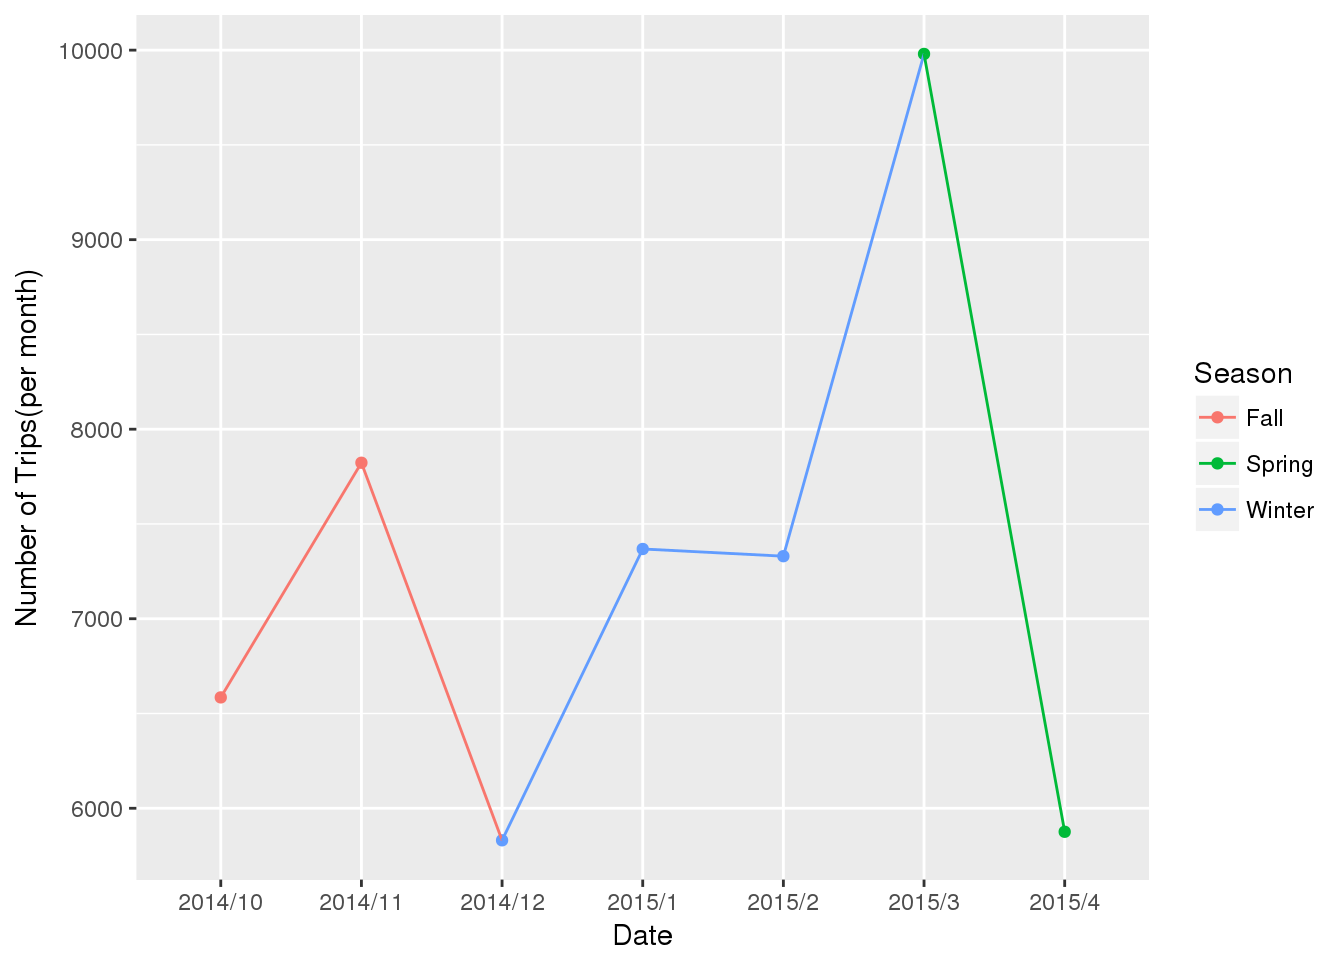 10000
9000
8000
7000
6000
Number of Trips(per month)
2014/10 2014/11 2014/12 2015/1 2015/2 2015/3 2015/4
Date
Season
Fall
Spring
Winter